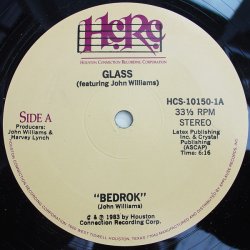 H.C.R.C.
HOUSTON CONNECTION RECORDING CORPORATION
GLASS
(featuring John Williams)
SIDE A
Producers:
John Williams &
Harvey Lynch
HCS-10150-1A
33⅓ RPM
STEREO
Latex Publishing
Inc. & Crystal
Publishing
(ASCAP)
Time: 6:16
"BEDROK"
(John Williams)
© & ℗ 1983 by Houston
Connection Recording Corp.